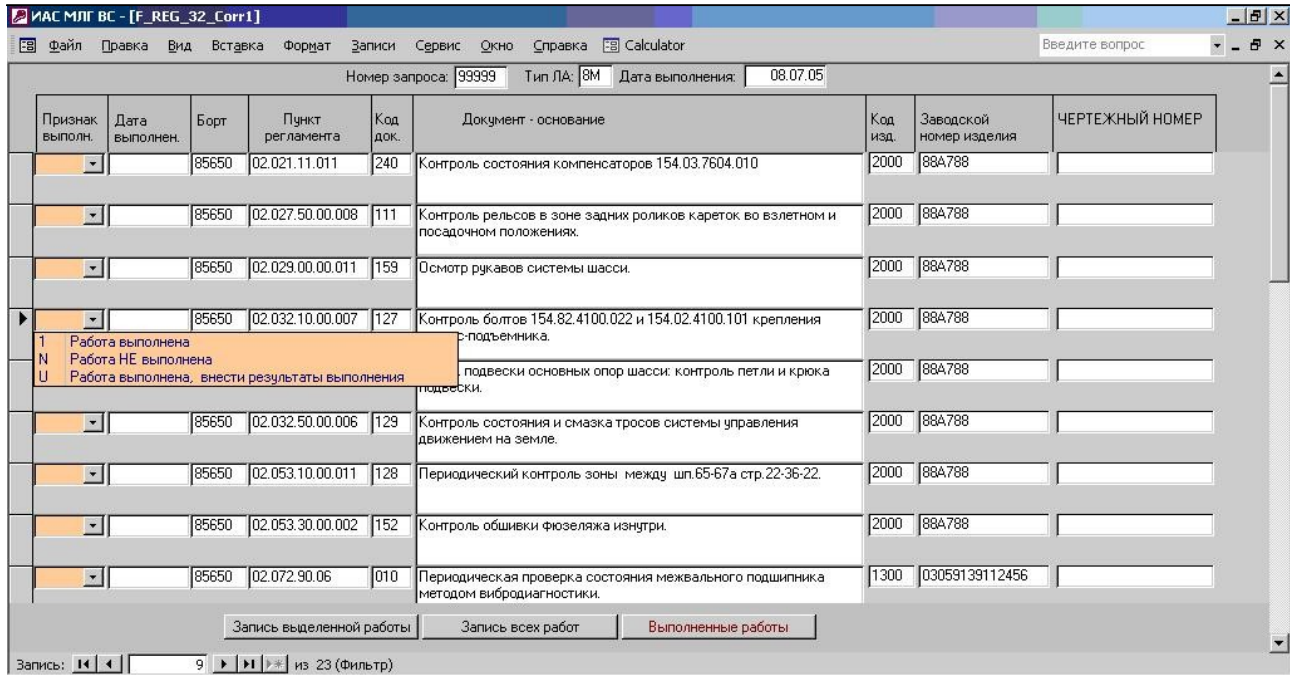 ИАС МЛГ ВС - [F_REG_32_Corr1]
Файл Правка Вид Вставка Формат Записи Сервис Окно Справка Calculator Введите вопрос
Номер запроса: 99999 Тип ЛА: 8М Дата выполнения: 08.07.05
Признак выполн. Дата выполнен. Борт Пункт регламента Код док. Документ - основание Код изд. Заводской номер изделия ЧЕРТЕЖНЫЙ НОМЕР
85650 02.021.11.011 240 Контроль состояния компенсаторов 154.03.7604.010 2000 88А788
85650 02.027.50.00.008 111 Контроль рельсов в зоне задних роликов кареток во взлетном и 2000 88А788
посадочном положениях.
85650 02.029.00.00.011 159 Осмотр рукавов системы шасси. 2000 88А788
85650 02.032.10.00.007 127 Контроль болтов 154.82.4100.022 и 154.02.4100.101 крепления 2000 88А788
с-подъемника.
1 Работа выполнена
N Работа НЕ выполнена
U Работа выполнена, внести результаты выполнения
подвески основных опор шасси: контроль петли и крюка 2000 88А788
подвески.
85650 02.032.50.00.006 129 Контроль состояния и смазка тросов системы управления 2000 88А788
движением на земле.
85650 02.053.10.00.011 128 Периодический контроль зоны между шп.65-67а стр.22-36-22. 2000 88А788
85650 02.053.30.00.002 152 Контроль обшивки фюзеляжа изнутри. 2000 88А788
85650 02.072.90.06 010 Периодическая проверка состояния межвального подшипника 1300 03059139112456
методом вибродиагностики.
Запись выделенной работы Запись всех работ Выполненные работы
Запись: 9 из 23 (Фильтр)